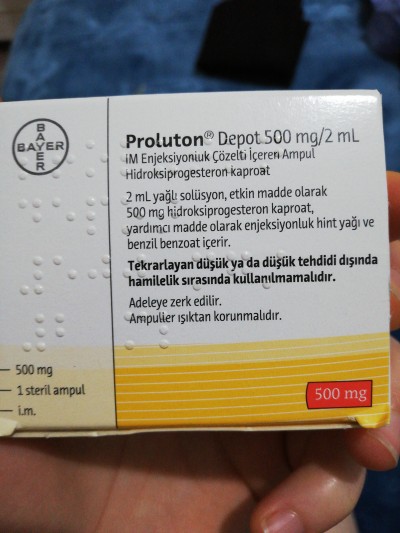 BAYER
BAYER
Proluton® Depot 500 mg/2 mL
IM Enjeksiyonluk Çözelti İçeren Ampul
Hidroksiprogesteron kaproat
2 mL yağlı solüsyon, etkin madde olarak
500 mg hidroksiprogesteron kaproat,
yardımcı madde olarak enjeksiyonluk hint yağı ve
benzil benzoat içerir.
Tekrarlayan düşük ya da düşük tehdidi dışında
hamilelik sırasında kullanılmamalıdır.
Adeleye zerk edilir.
Ampuller ışıktan korunmalıdır.
500 mg
1 steril ampul
i.m.
500 mg